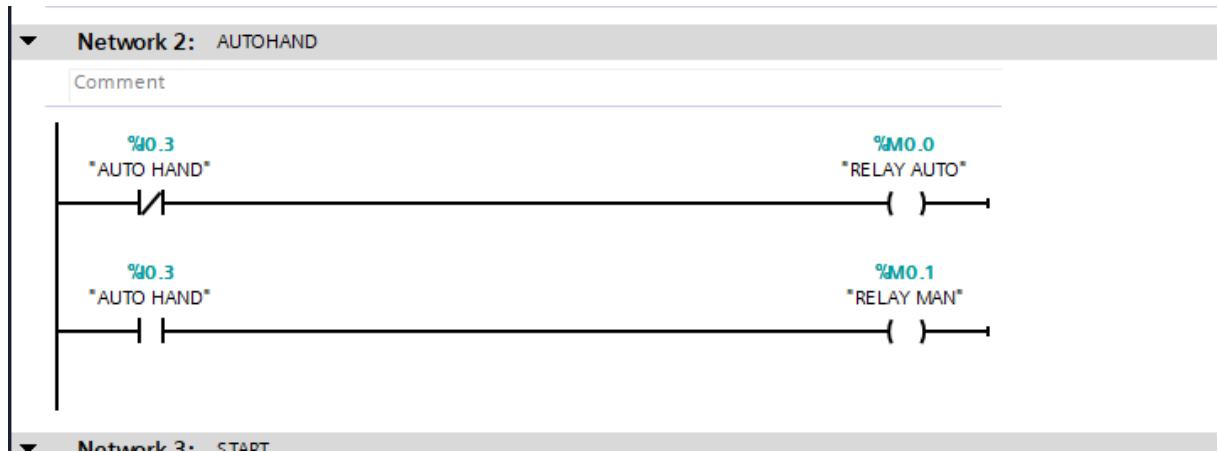 Network 2: AUTOHAND
Comment
%I0.3 %M0.0
"AUTO HAND" "RELAY AUTO"
%I0.3 %M0.1
"AUTO HAND" "RELAY MAN"
Network 3: START